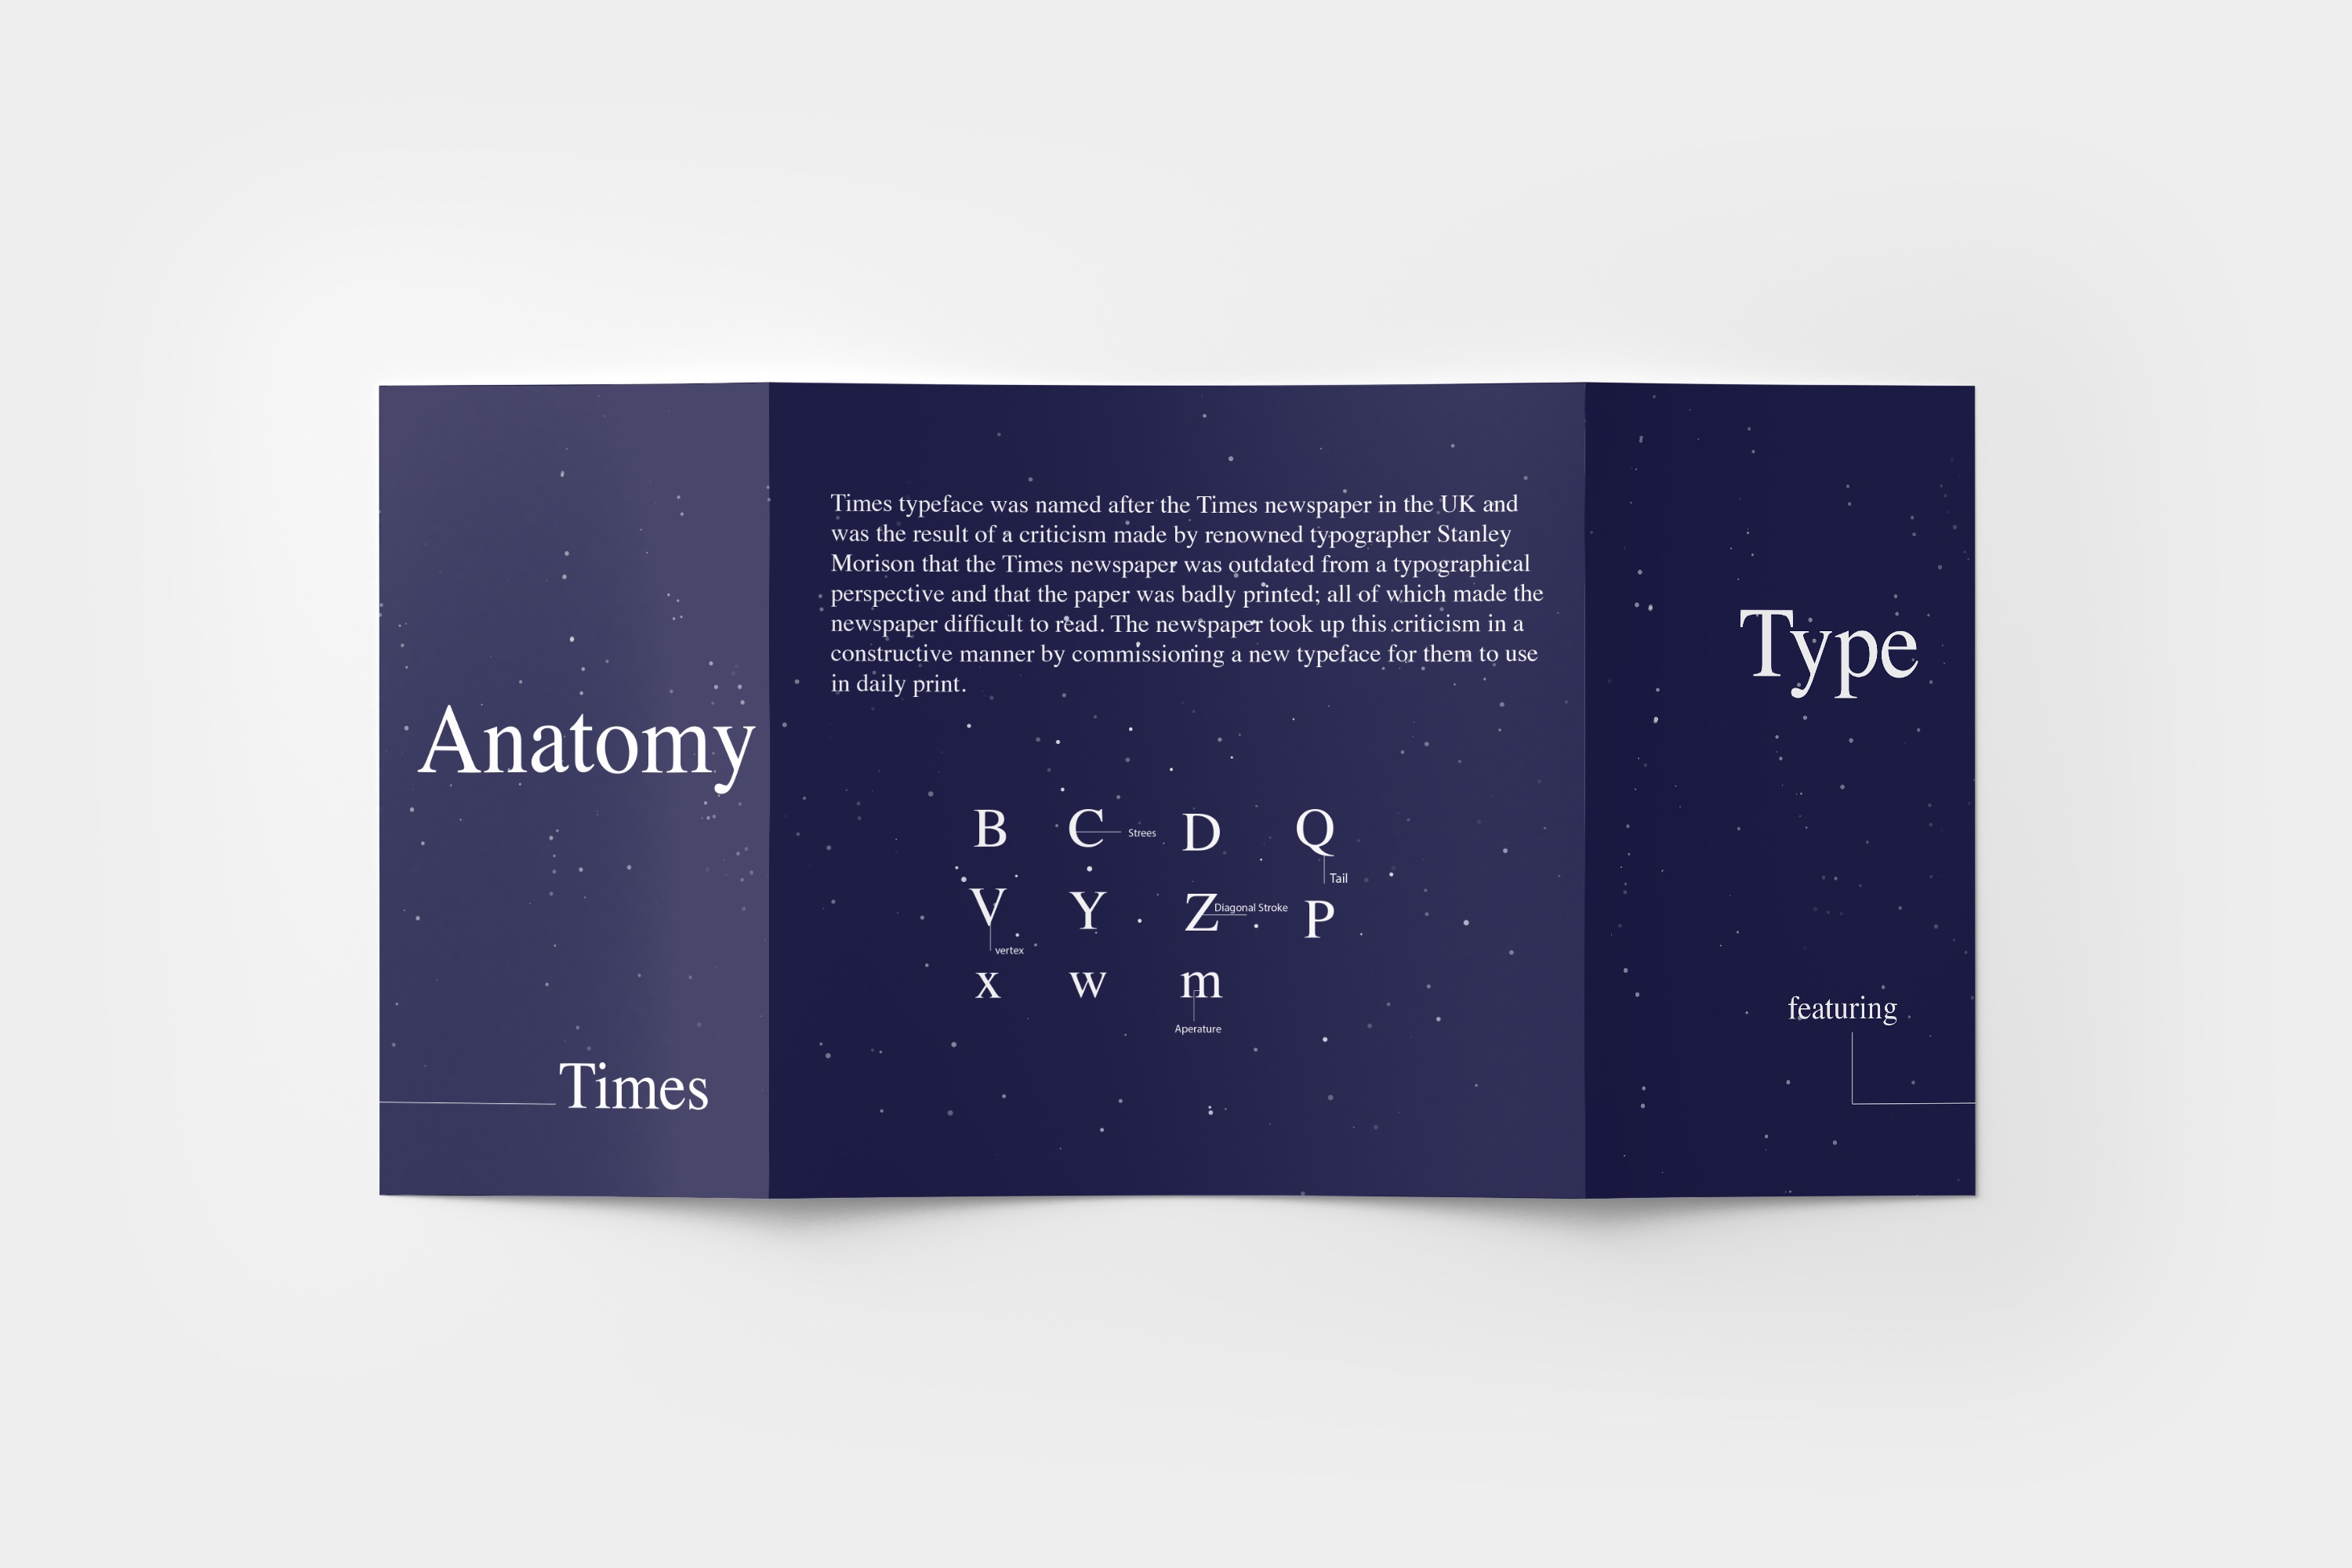 Anatomy
Times
Times typeface was named after the Times newspaper in the UK and
was the result of a criticism made by renowned typographer Stanley
Morison that the Times newspaper was outdated from a typographical
perspective and that the paper was badly printed; all of which made the
newspaper difficult to read. The newspaper took up this criticism in a
constructive manner by commissioning a new typeface for them to use
in daily print.
B C Strees D Q
Tail
V Y Z Diagonal Stroke P
vertex
x w m
Aperature
Type
featuring